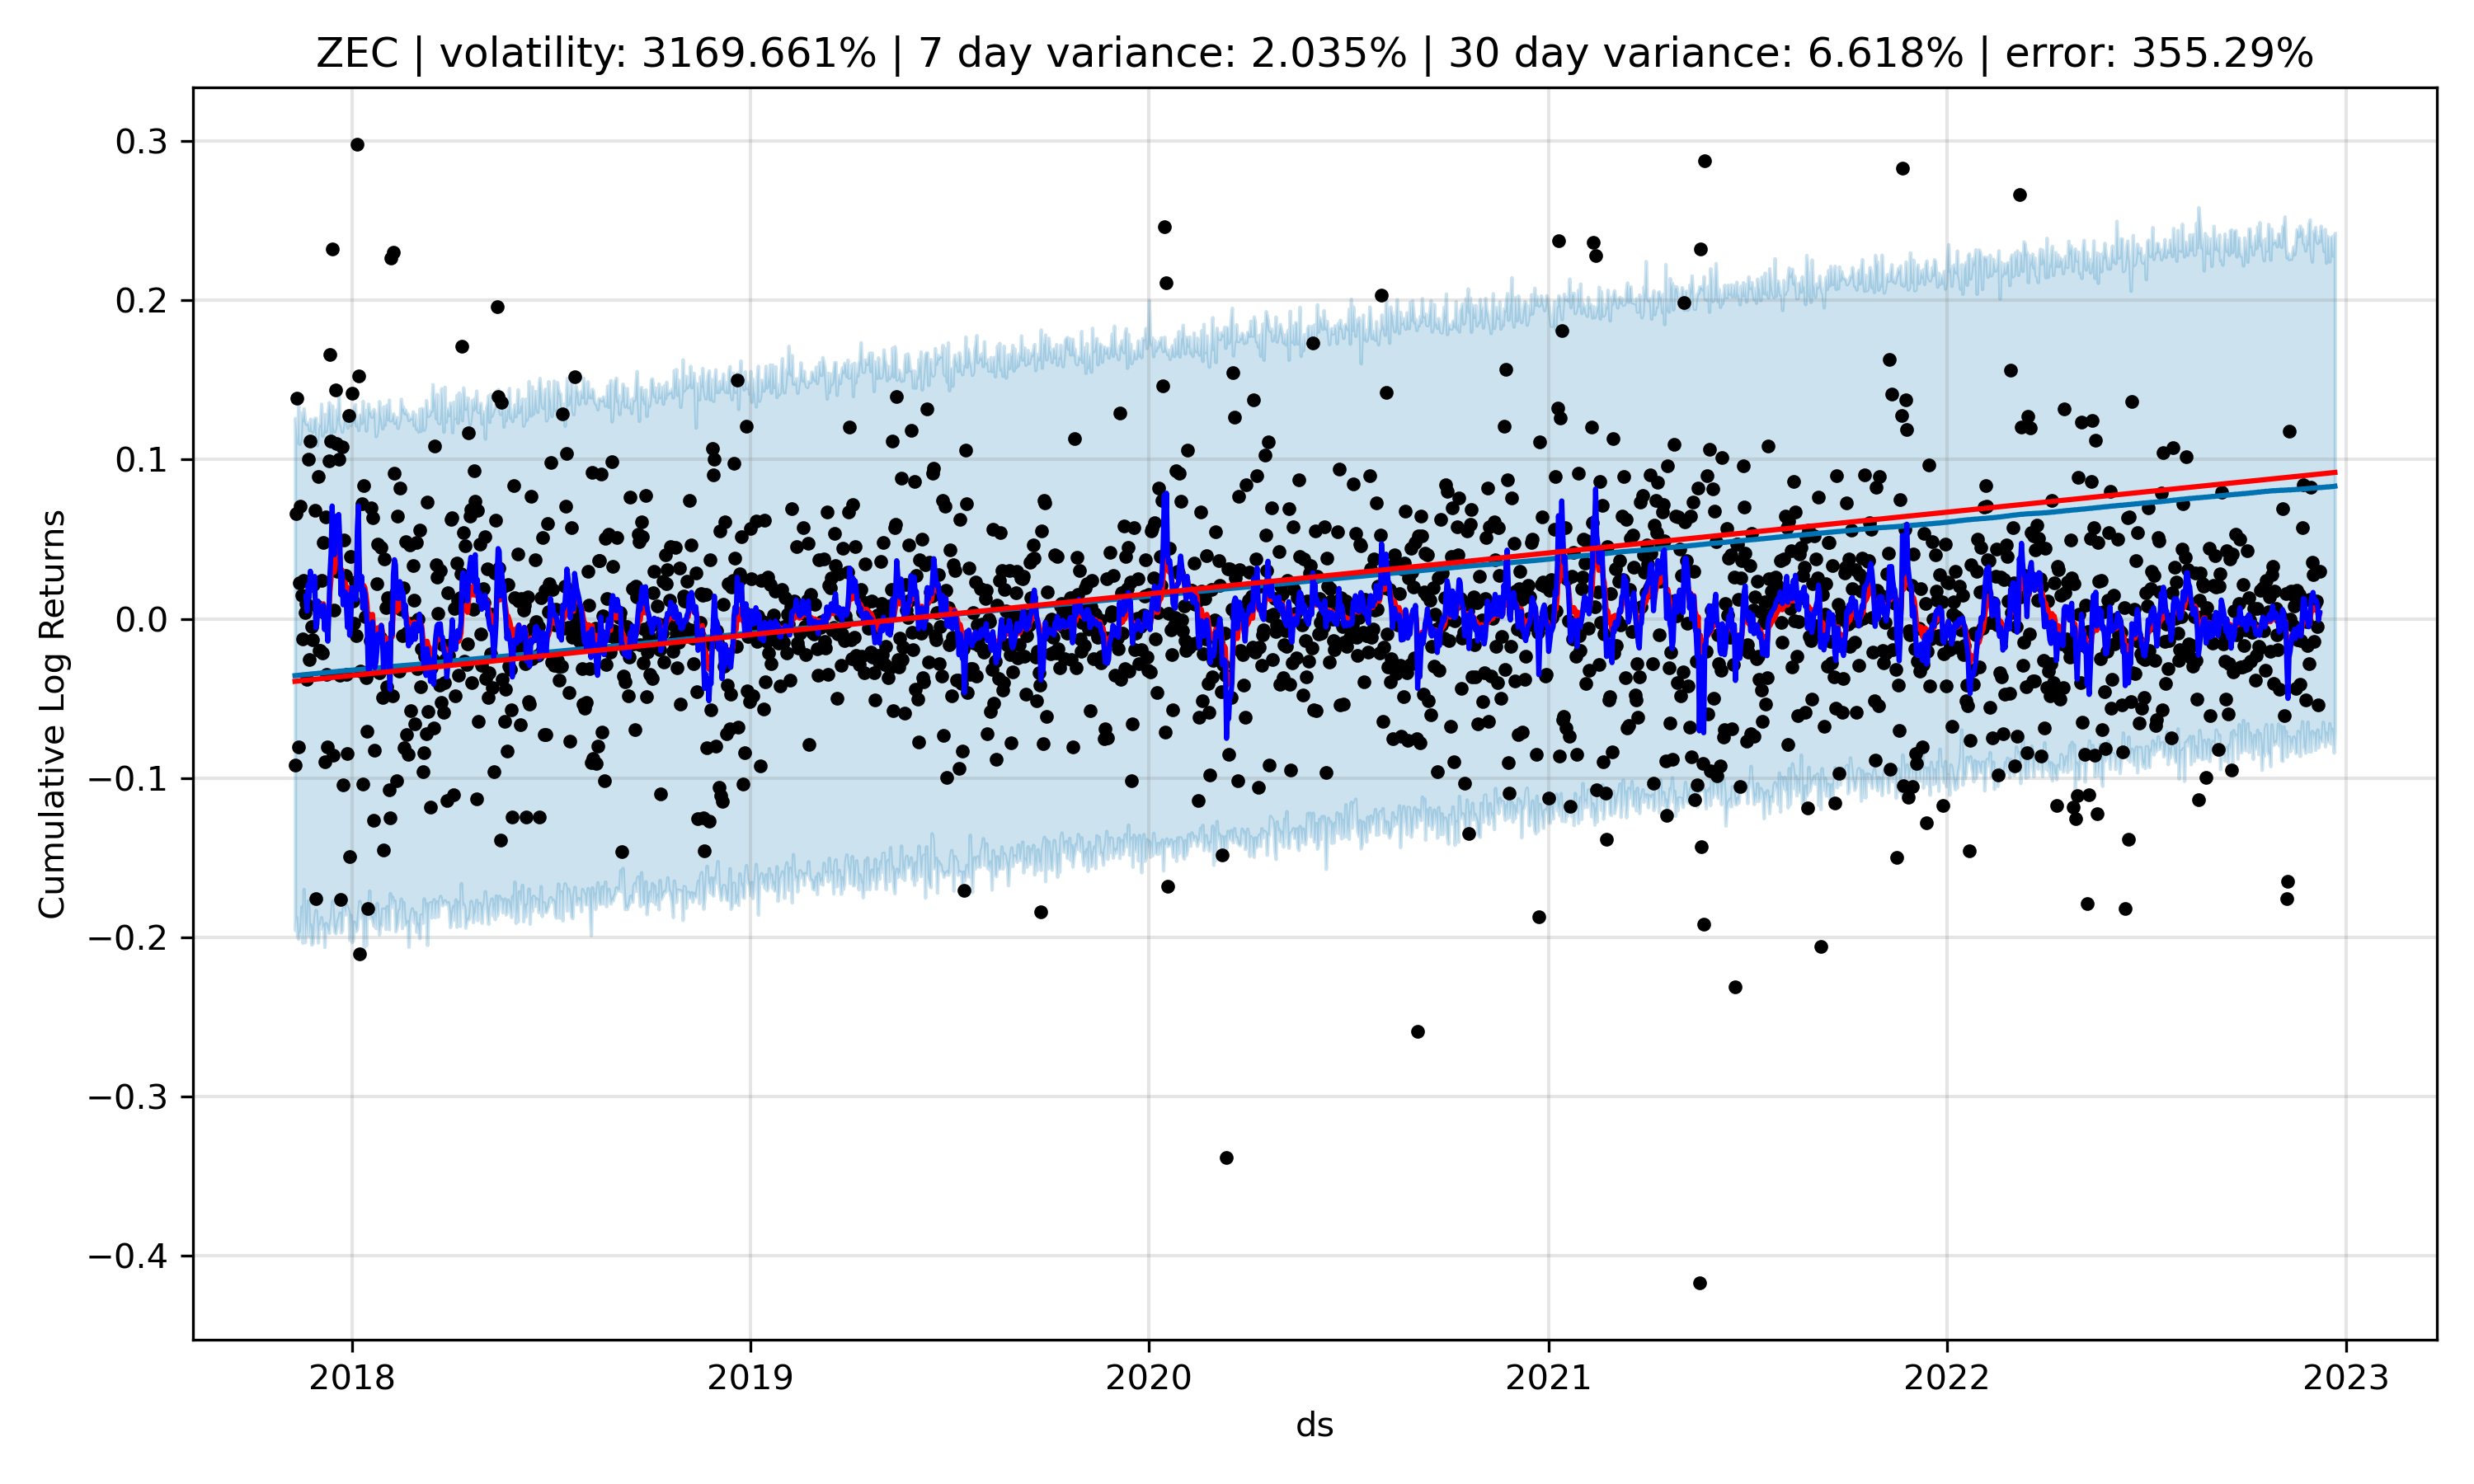 ZEC | volatility: 3169.661% | 7 day variance: 2.035% | 30 day variance: 6.618% | error: 355.29%
0.3
0.2
0.1
0.0
−0.1
−0.2
−0.3
−0.4
Cumulative Log Returns
2018 2019 2020 2021 2022 2023
ds